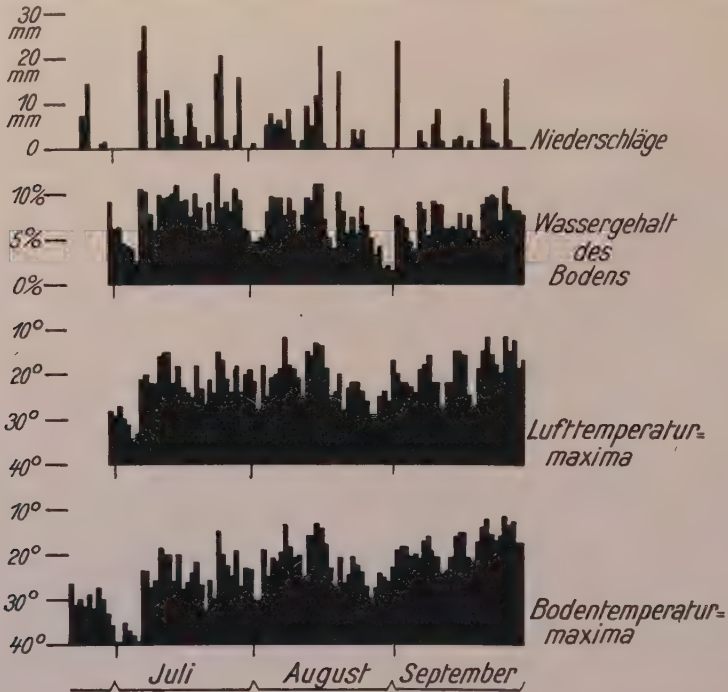 30
mm
20
mm
10
mm
0
Niederschläge
10%
5%
0%
Wassergehalt
des
Bodens
10°
20°
30°
40°
Lufttemperatur=
maxima
10°
20°
30°
40°
Bodentemperatur=
maxima
Juli August September